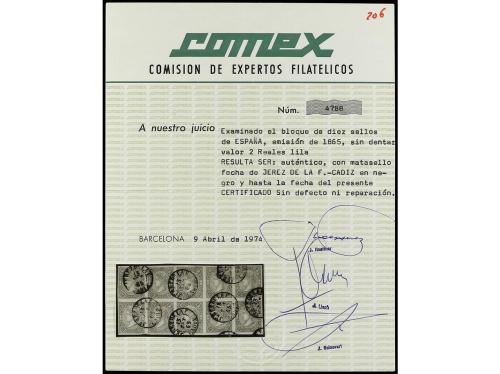 206
comex
COMISION DE EXPERTOS FILATELICOS
Núm. 4788
A nuestro juicio Examinado el bloque de diez sellos
de ESPAÑA, emisión de 1865, sin dentar
valor 2 Reales lila
RESULTA SER: auténtico, con matasello
fecha de JEREZ DE LA F.-CADIZ en ne-
gro y hasta la fecha del presente
CERTIFICADO Sin defecto ni reparación.
BARCELONA 9 Abril de 1974